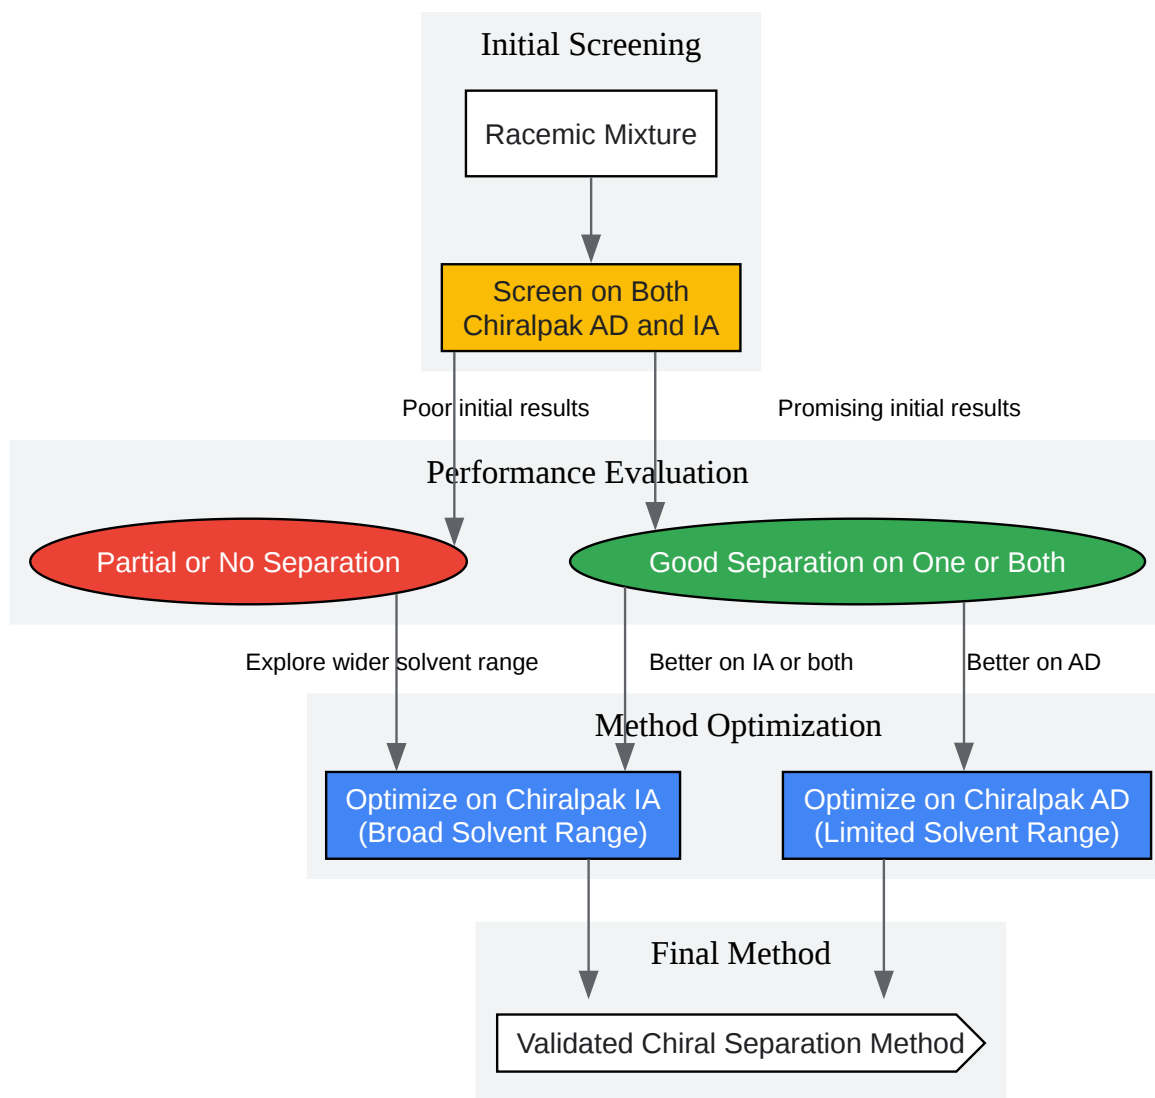 Initial Screening
Racemic Mixture
Screen on Both
Chiralpak AD and IA
Poor initial results
Promising initial results
Performance Evaluation
Partial or No Separation
Good Separation on One or Both
Explore wider solvent range
Better on IA or both
Better on AD
Method Optimization
Optimize on Chiralpak IA
(Broad Solvent Range)
Optimize on Chiralpak AD
(Limited Solvent Range)
Final Method
Validated Chiral Separation Method